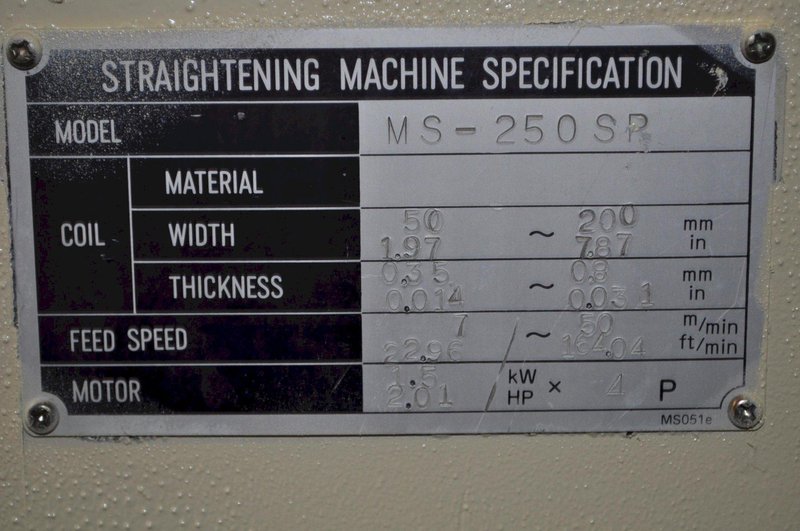 STRAIGHTENING MACHINE SPECIFICATION
MODEL MS-250SP
COIL
MATERIAL
WIDTH 50 ~ 200 mm
1.97 7.87 in
THICKNESS 0.35 ~ 0.8 mm
0.014 0.031 in
FEED SPEED 7 ~ 50 m/min
22.96 164.04 ft/min
MOTOR 1.5 kW × 4 P
2.01 HP
MS051e